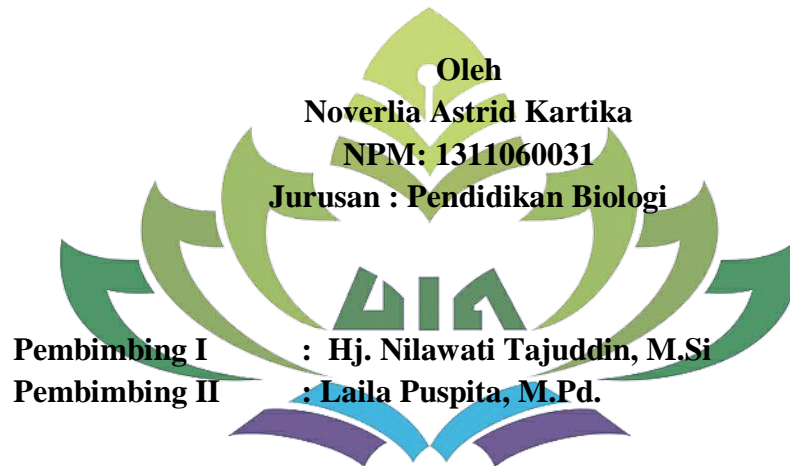 Oleh
Noverlia Astrid Kartika
NPM: 1311060031
Jurusan : Pendidikan Biologi
UIN
Pembimbing I : Hj. Nilawati Tajuddin, M.Si
Pembimbing II : Laila Puspita, M.Pd.